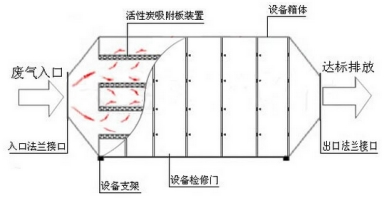 活性炭吸附板装置
设备箱体
废气入口
达标排放
入口法兰接口
出口法兰接口
设备支架
设备检修门